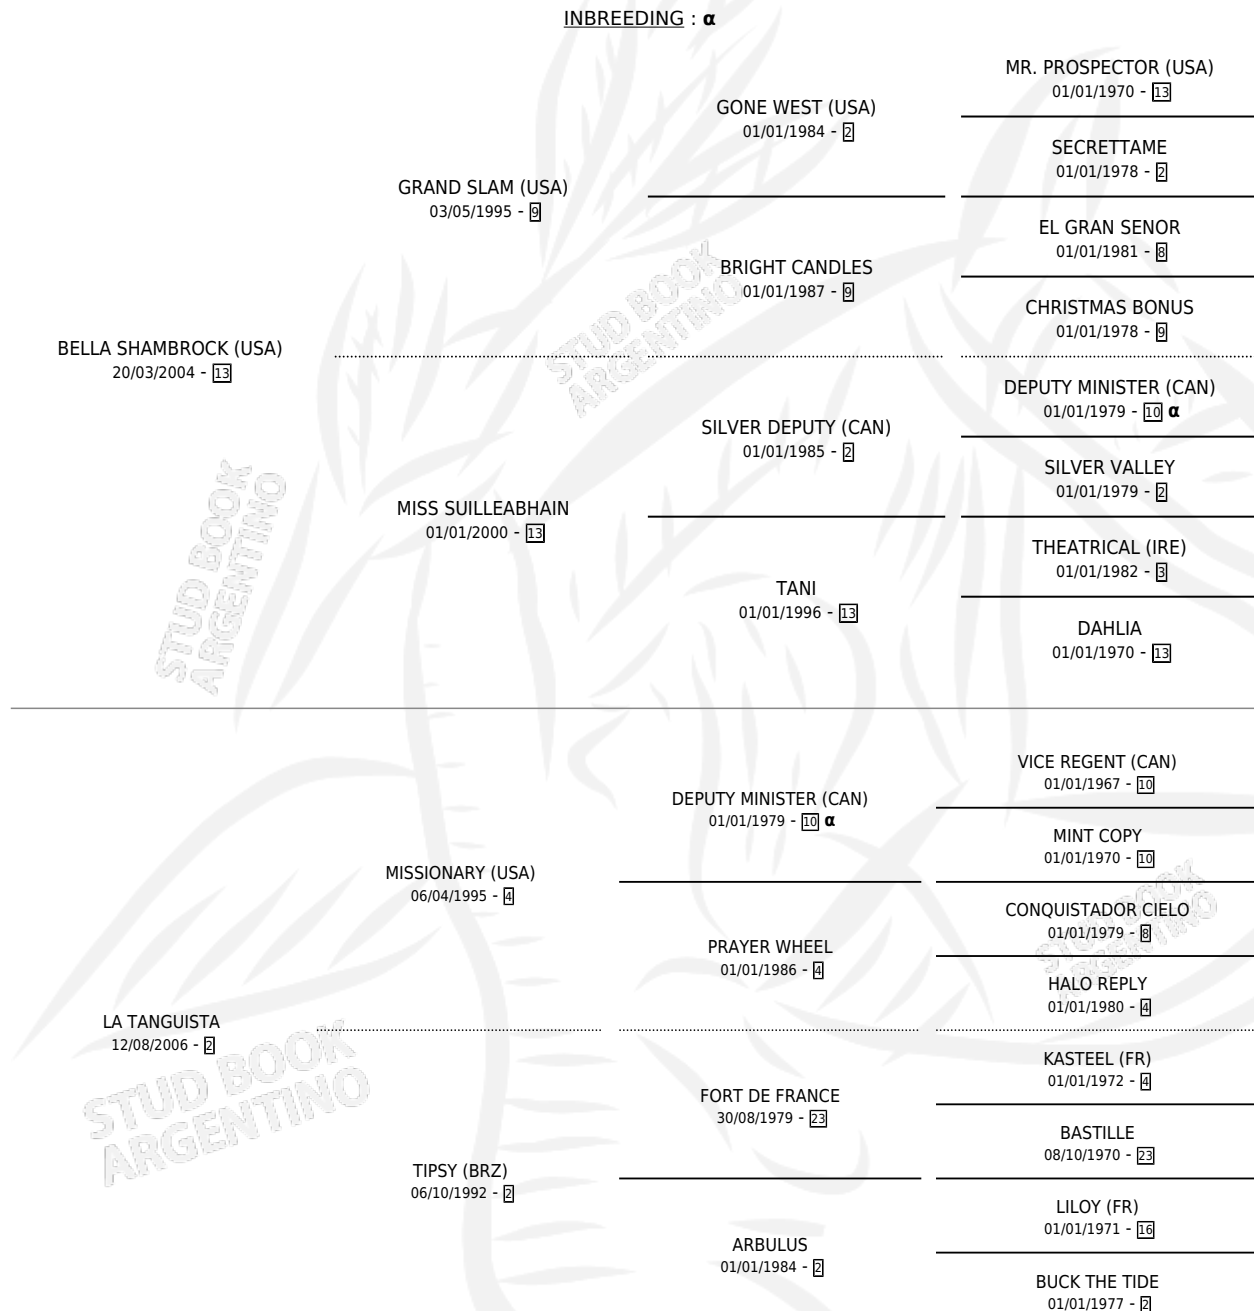 INBREEDING : α
MR. PROSPECTOR (USA)
01/01/1970 - 13
GONE WEST (USA)
01/01/1984 - 2
SECRETTAME
01/01/1978 - 2
GRAND SLAM (USA)
03/05/1995 - 9
EL GRAN SENOR
01/01/1981 - 8
BRIGHT CANDLES
01/01/1987 - 9
CHRISTMAS BONUS
01/01/1978 - 9
BELLA SHAMBROCK (USA)
20/03/2004 - 13
DEPUTY MINISTER (CAN)
01/01/1979 - 10 α
SILVER DEPUTY (CAN)
01/01/1985 - 2
SILVER VALLEY
01/01/1979 - 2
MISS SUILLEABHAIN
01/01/2000 - 13
THEATRICAL (IRE)
01/01/1982 - 3
TANI
01/01/1996 - 13
DAHLIA
01/01/1970 - 13
VICE REGENT (CAN)
01/01/1967 - 10
DEPUTY MINISTER (CAN)
01/01/1979 - 10 α
MINT COPY
01/01/1970 - 10
MISSIONARY (USA)
06/04/1995 - 4
CONQUISTADOR CIELO
01/01/1979 - 8
PRAYER WHEEL
01/01/1986 - 4
HALO REPLY
01/01/1980 - 4
LA TANGUISTA
12/08/2006 - 2
KASTEEL (FR)
01/01/1972 - 4
FORT DE FRANCE
30/08/1979 - 23
BASTILLE
08/10/1970 - 23
TIPSY (BRZ)
06/10/1992 - 2
LILOY (FR)
01/01/1971 - 16
ARBULUS
01/01/1984 - 2
BUCK THE TIDE
01/01/1977 - 2
STUD BOOK
ARGENTINO
STUD BOOK
ARGENTINO
STUD BOOK
ARGENTINO
STUD BOOK
ARGENTINO